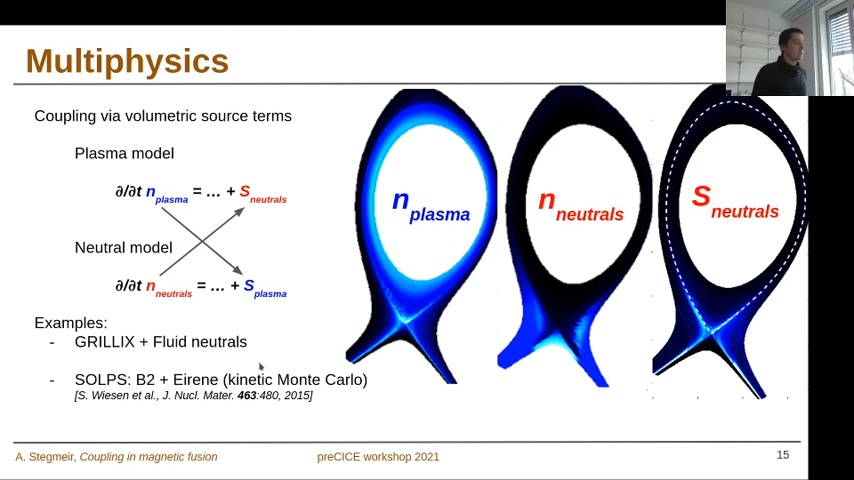 Multiphysics
Coupling via volumetric source terms
Plasma model
∂/∂t n_plasma = … + S_neutrals
Neutral model
∂/∂t n_neutrals = … + S_plasma
Examples:
- GRILLIX + Fluid neutrals
- SOLPS: B2 + Eirene (kinetic Monte Carlo)
[S. Wiesen et al., J. Nucl. Mater. 463:480, 2015]
n_plasma
n_neutrals
S_neutrals
A. Stegmeir, Coupling in magnetic fusion
preCICE workshop 2021
15